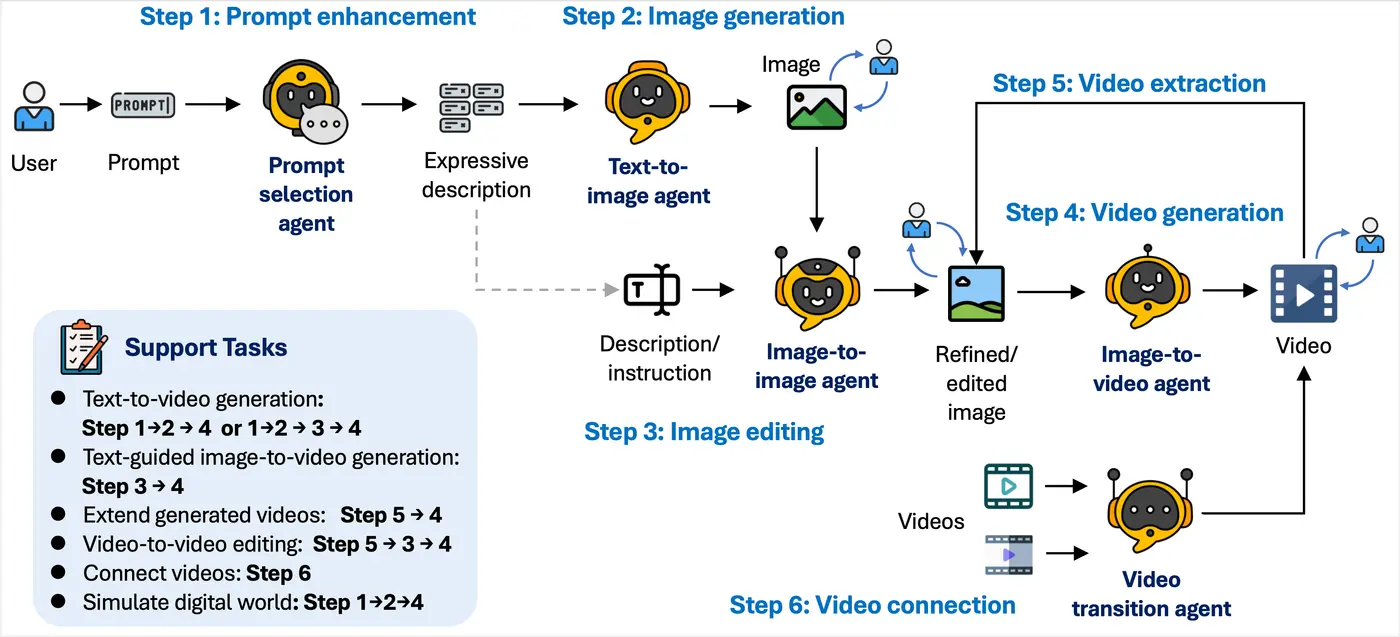 Step 1: Prompt enhancement
Step 2: Image generation
Image
Step 5: Video extraction
PROMPT
User
Prompt
Prompt
selection
agent
Expressive
description
Text-to-
image agent
Step 4: Video generation
T
Description/
instruction
Image-to-
image agent
Refined/
edited
image
Image-to-
video agent
Video
Step 3: Image editing
Videos
Video
transition agent
Step 6: Video connection
Support Tasks
● Text-to-video generation:
Step 1→2 → 4 or 1→2 → 3 → 4
● Text-guided image-to-video generation:
Step 3 → 4
● Extend generated videos: Step 5 → 4
● Video-to-video editing: Step 5 → 3 → 4
● Connect videos: Step 6
● Simulate digital world: Step 1→2→4